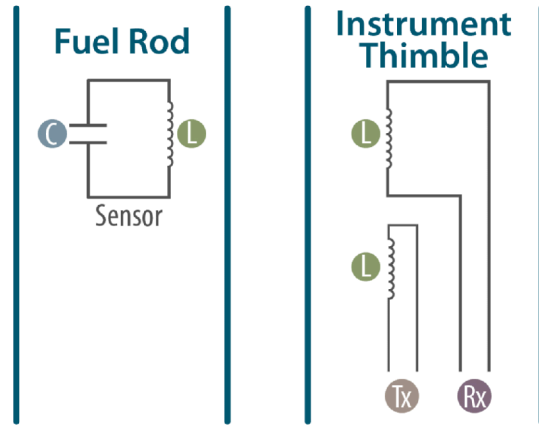 Fuel Rod
C
L
Sensor
Instrument
Thimble
L
L
Tx
Rx